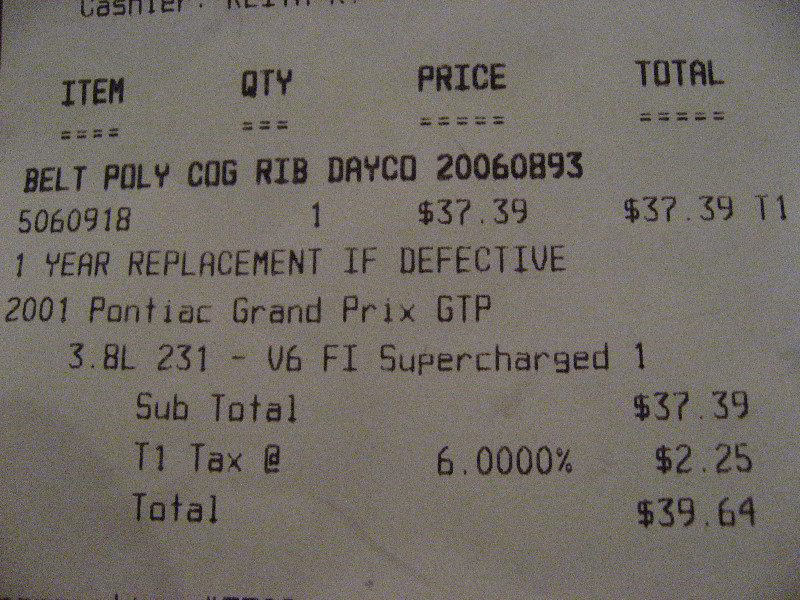 Cashier:
ITEM QTY PRICE TOTAL
==== === ===== =====
BELT POLY COG RIB DAYCO 20060893
5060918 1 $37.39 $37.39 T1
1 YEAR REPLACEMENT IF DEFECTIVE
2001 Pontiac Grand Prix GTP
3.8L 231 - V6 FI Supercharged 1
Sub Total $37.39
T1 Tax @ 6.0000% $2.25
Total $39.64